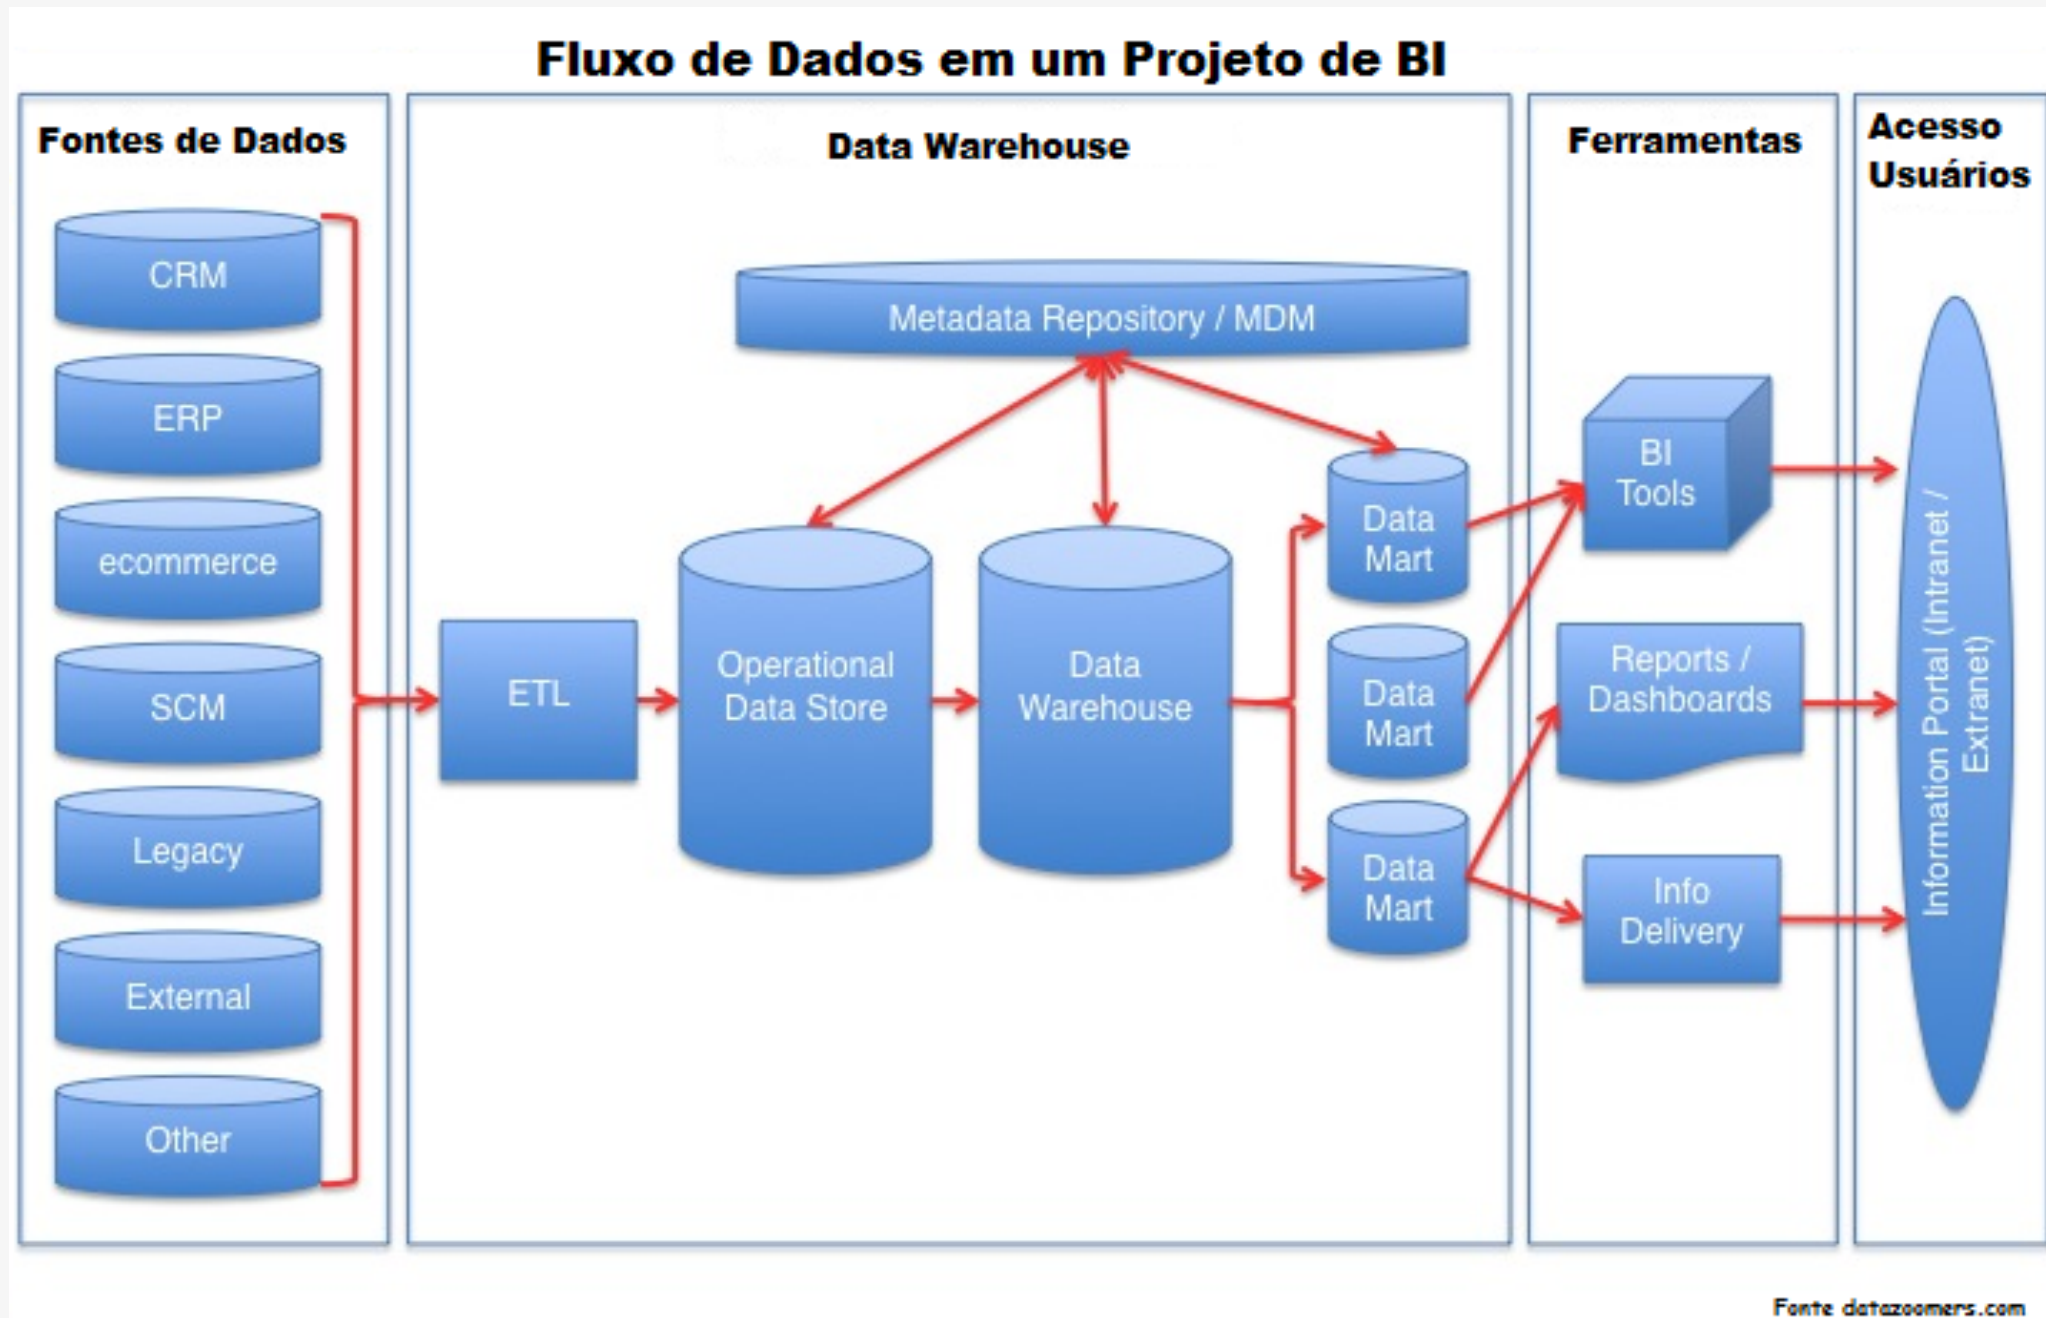 Fluxo de Dados em um Projeto de BI
Fontes de Dados
CRM
ERP
ecommerce
SCM
Legacy
External
Other
Data Warehouse
Metadata Repository / MDM
ETL
Operational
Data Store
Data
Warehouse
Data
Mart
Data
Mart
Data
Mart
Ferramentas
BI
Tools
Reports /
Dashboards
Info
Delivery
Acesso
Usuários
Information Portal (Intranet /
Extranet)
Fonte datazoomers.com